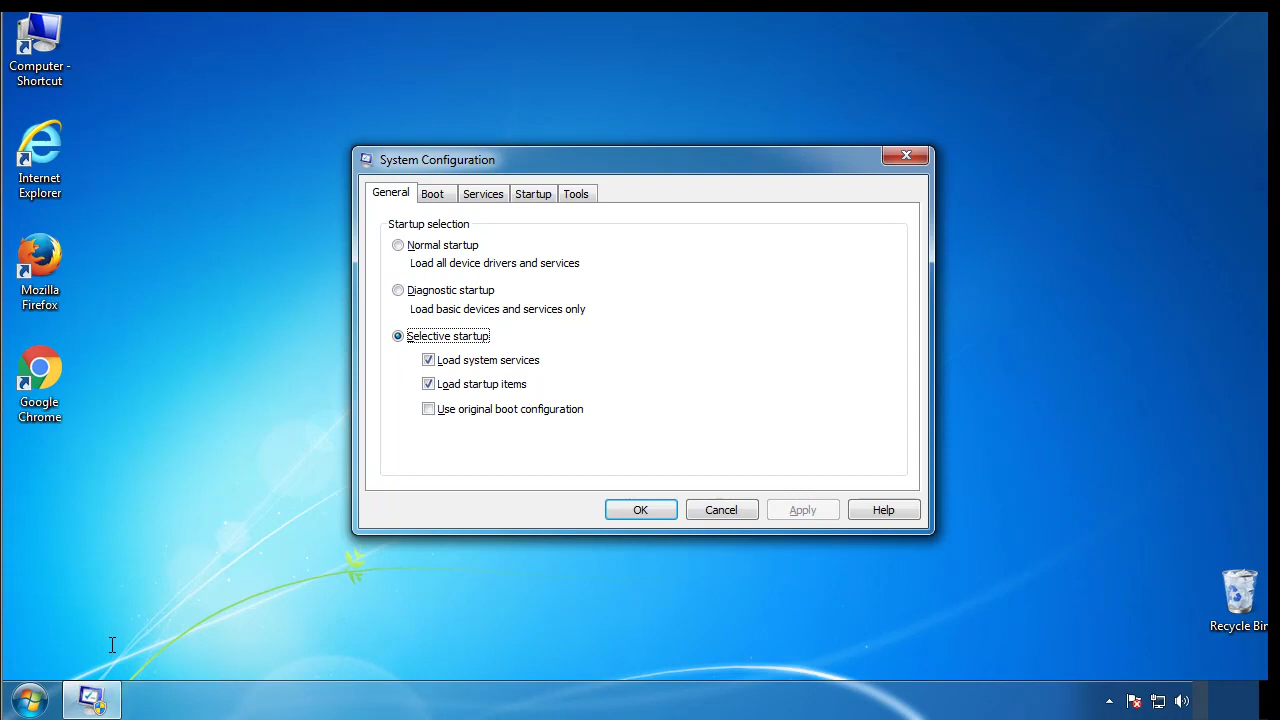 Computer -
Shortcut
Internet
Explorer
Mozilla
Firefox
Google
Chrome
System Configuration
General Boot Services Startup Tools
Startup selection
Normal startup
Load all device drivers and services
Diagnostic startup
Load basic devices and services only
Selective startup
Load system services
Load startup items
Use original boot configuration
OK Cancel Apply Help
Recycle Bin